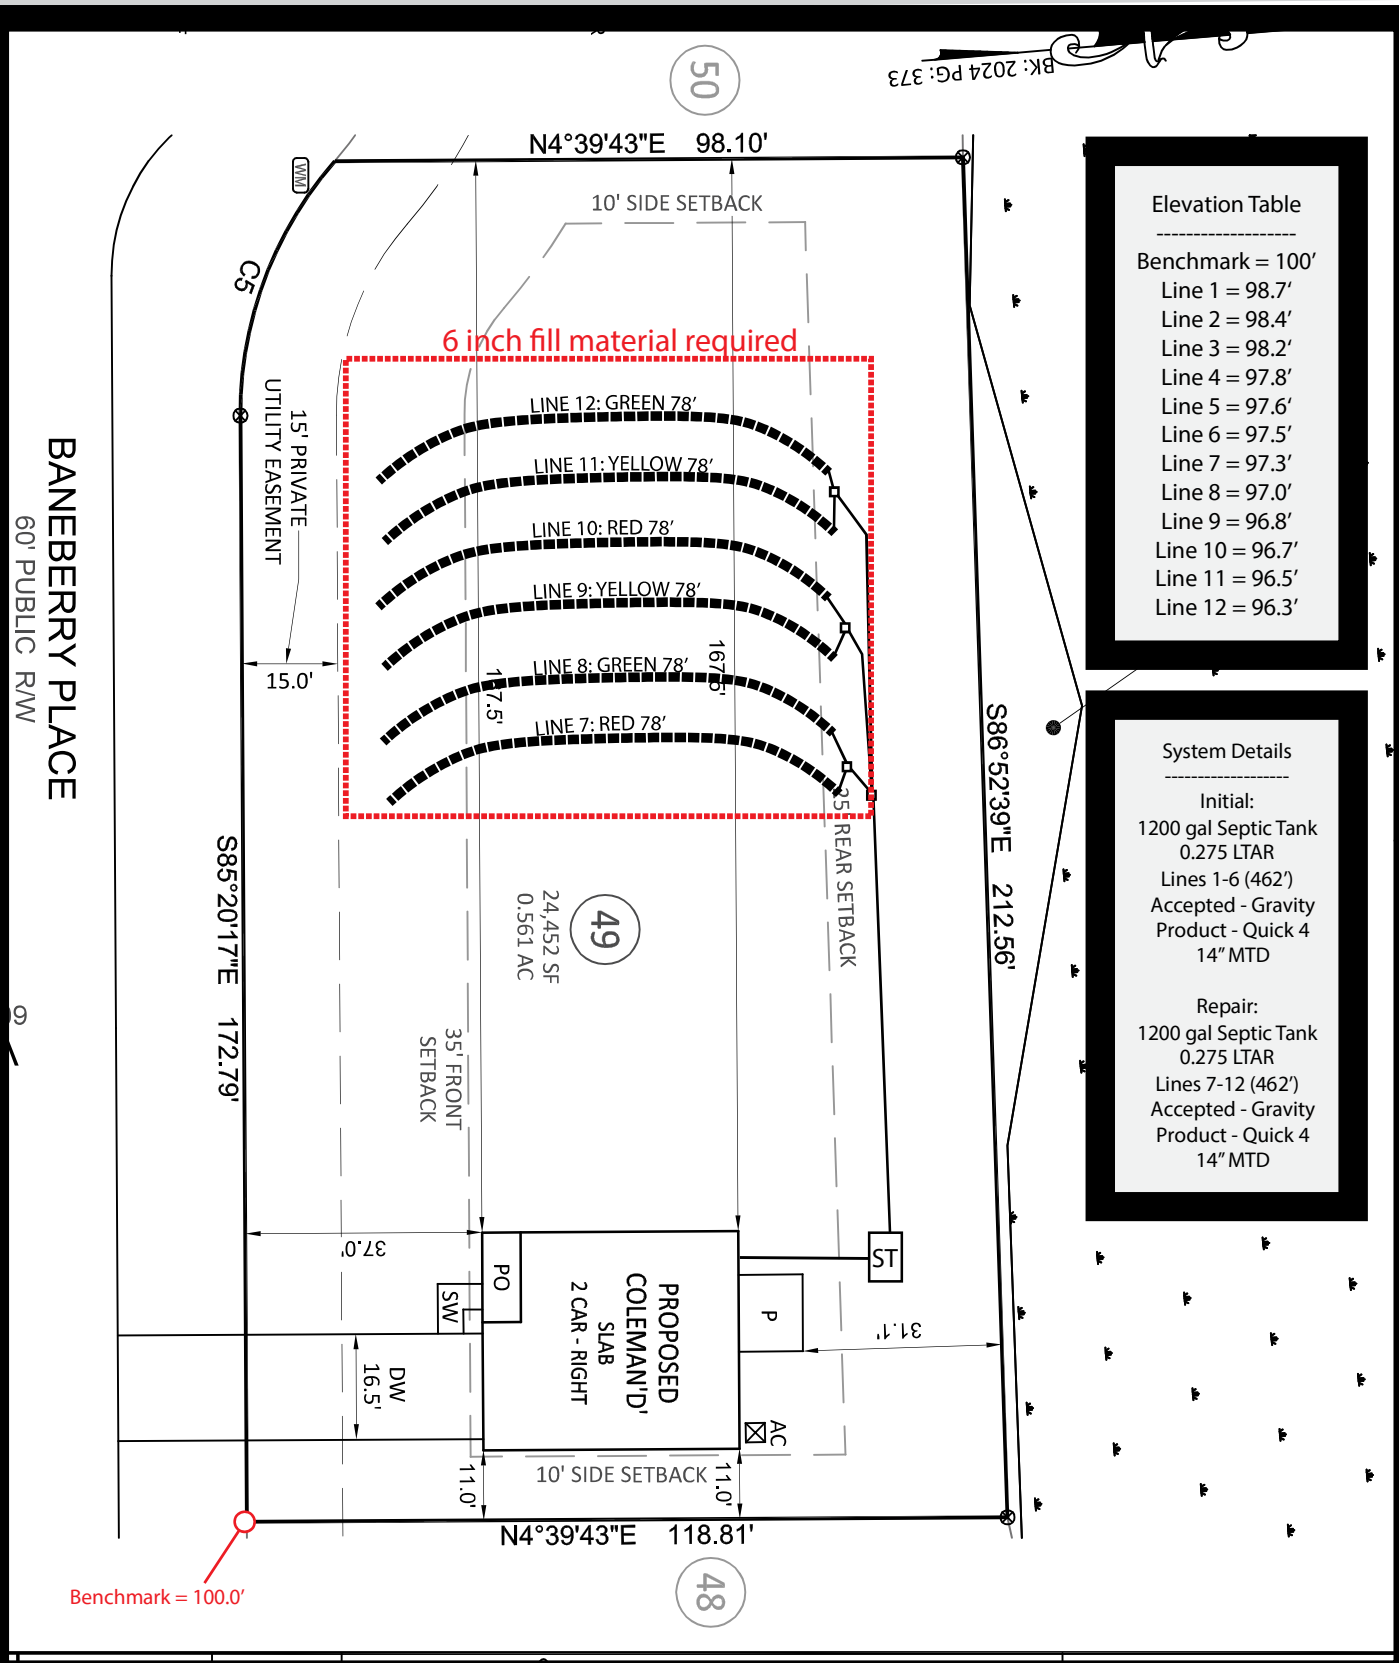 BK: 2024 PG: 373
50
N4°39'43"E 98.10'
WM
10' SIDE SETBACK
C5
6 inch fill material required
LINE 12: GREEN 78'
LINE 11: YELLOW 78'
LINE 10: RED 78'
LINE 9: YELLOW 78'
LINE 8: GREEN 78'
LINE 7: RED 78'
15' PRIVATE
UTILITY EASEMENT
15.0'
BANEBERRY PLACE
60' PUBLIC R/W
167.5'
S86°52'39"E 212.56'
25' REAR SETBACK
49
24,452 SF
0.561 AC
S85°20'17"E 172.79'
35' FRONT
SETBACK
37.0'
PO
SW
PROPOSED
COLEMAN'D'
SLAB
2 CAR - RIGHT
ST
P
31.1'
DW
16.5'
AC
11.0'
10' SIDE SETBACK
11.0'
N4°39'43"E 118.81'
48
Benchmark = 100.0'
Elevation Table
-------------------
Benchmark = 100'
Line 1 = 98.7'
Line 2 = 98.4'
Line 3 = 98.2'
Line 4 = 97.8'
Line 5 = 97.6'
Line 6 = 97.5'
Line 7 = 97.3'
Line 8 = 97.0'
Line 9 = 96.8'
Line 10 = 96.7'
Line 11 = 96.5'
Line 12 = 96.3'
System Details
-------------------
Initial:
1200 gal Septic Tank
0.275 LTAR
Lines 1-6 (462')
Accepted - Gravity
Product - Quick 4
14" MTD
Repair:
1200 gal Septic Tank
0.275 LTAR
Lines 7-12 (462')
Accepted - Gravity
Product - Quick 4
14" MTD